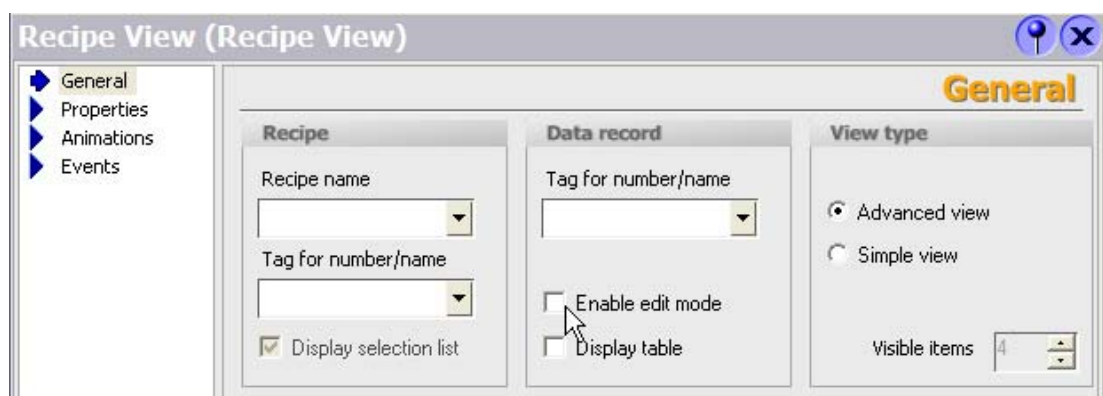 Recipe View (Recipe View)
General
Properties
Animations
Events
General
Recipe
Recipe name
Tag for number/name
Display selection list
Data record
Tag for number/name
Enable edit mode
Display table
View type
Advanced view
Simple view
Visible items 4